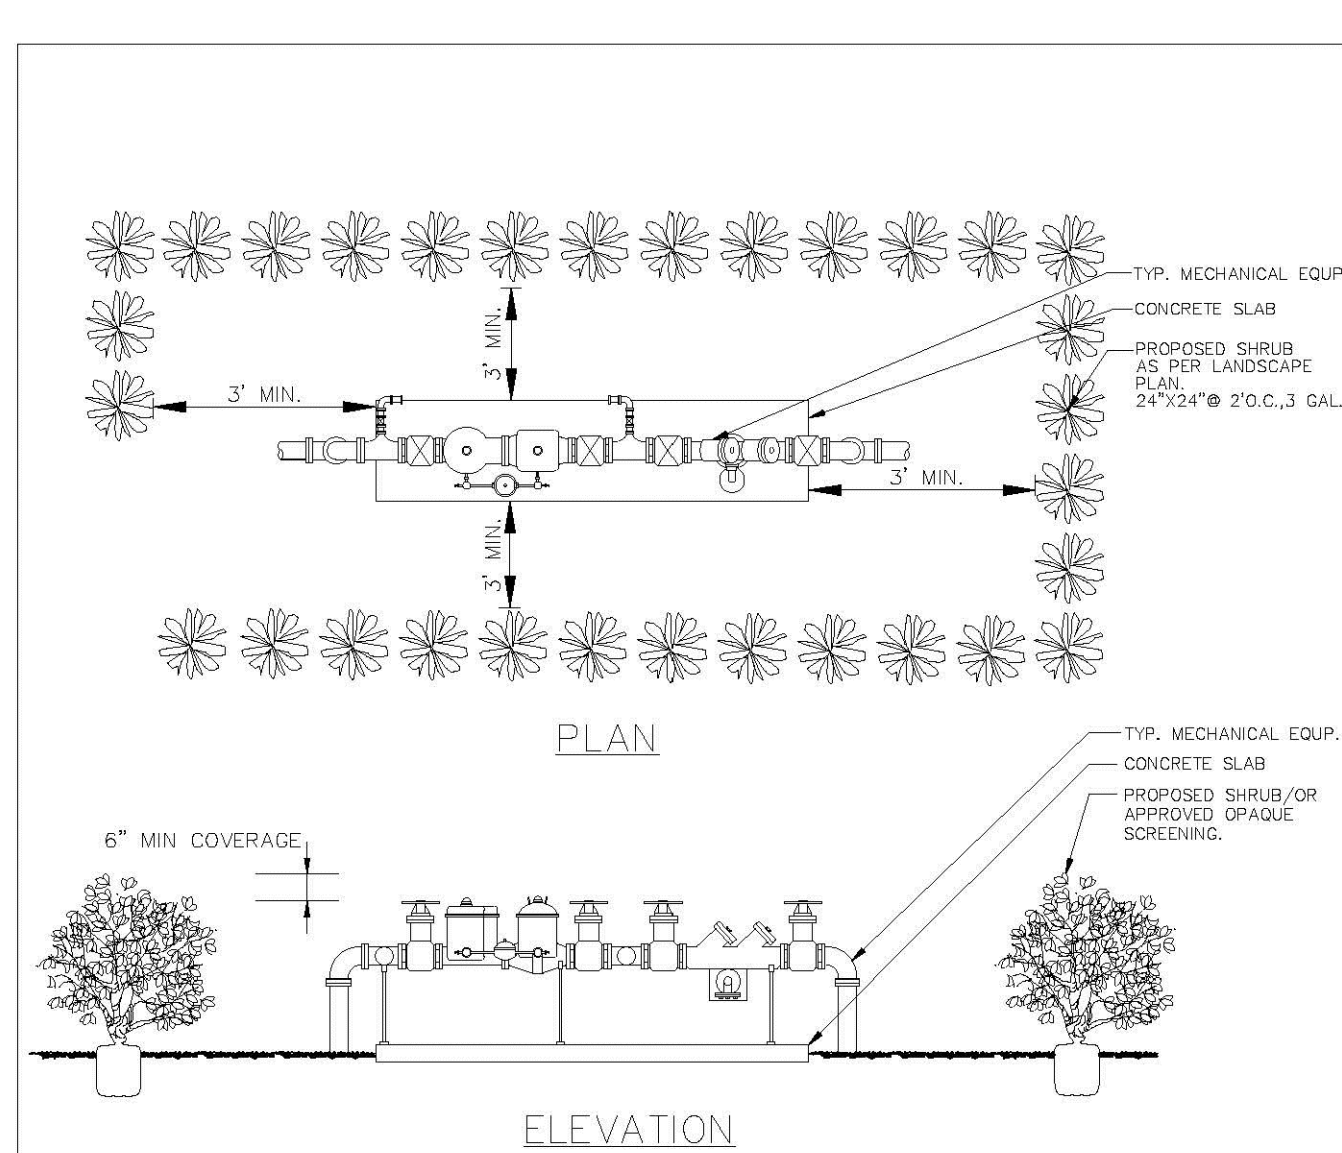 TYP. MECHANICAL EQUP
CONCRETE SLAB
PROPOSED SHRUB
AS PER LANDSCAPE
PLAN.
24"X24"@ 2'O.C.,3 GAL.
3' MIN.
3' MIN.
3' MIN.
3' MIN.
PLAN
TYP. MECHANICAL EQUP.
CONCRETE SLAB
PROPOSED SHRUB/OR
APPROVED OPAQUE
SCREENING.
6" MIN COVERAGE
ELEVATION